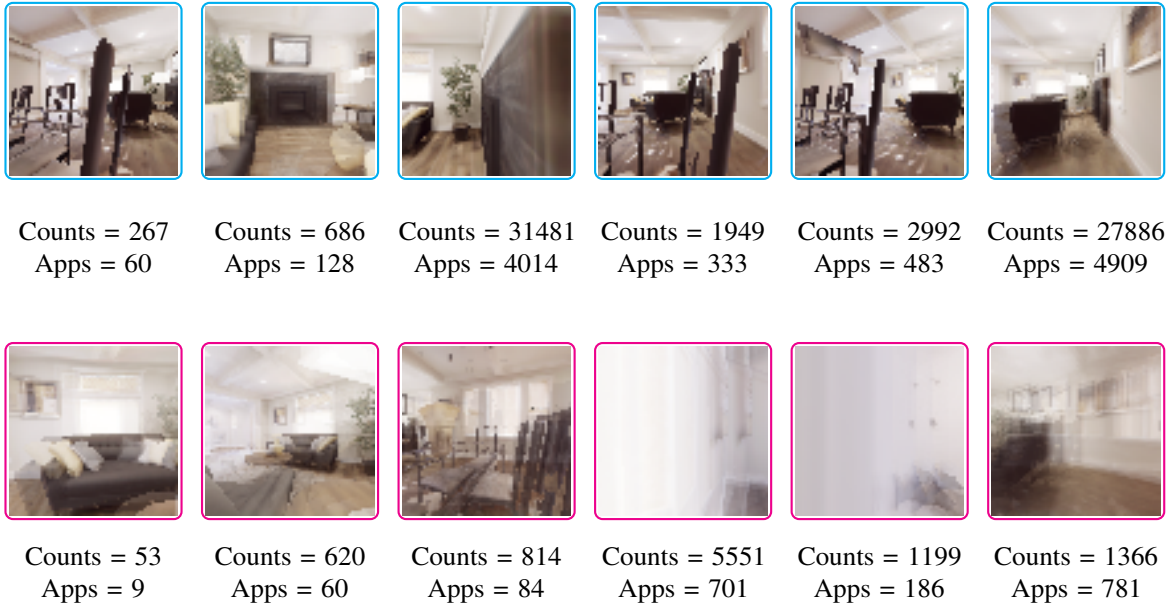 Counts = 267
Apps = 60
Counts = 686
Apps = 128
Counts = 31481
Apps = 4014
Counts = 1949
Apps = 333
Counts = 2992
Apps = 483
Counts = 27886
Apps = 4909
Counts = 53
Apps = 9
Counts = 620
Apps = 60
Counts = 814
Apps = 84
Counts = 5551
Apps = 701
Counts = 1199
Apps = 186
Counts = 1366
Apps = 781